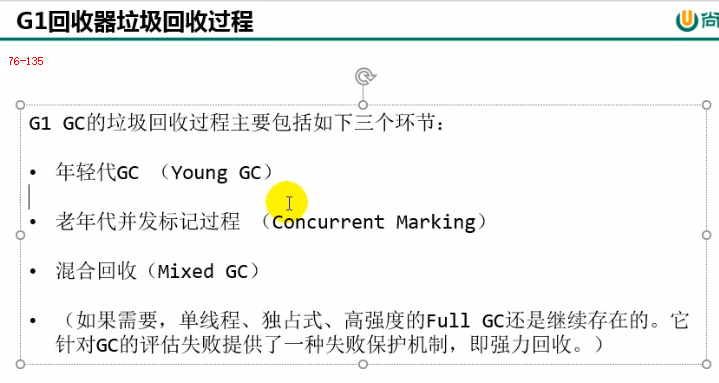 G1回收器垃圾回收过程
尚
76-135
G1 GC的垃圾回收过程主要包括如下三个环节：
• 年轻代GC （Young GC）
• 老年代并发标记过程 （Concurrent Marking）
• 混合回收（Mixed GC）
• （如果需要，单线程、独占式、高强度的Full GC还是继续存在的。它
针对GC的评估失败提供了一种失败保护机制，即强力回收。）